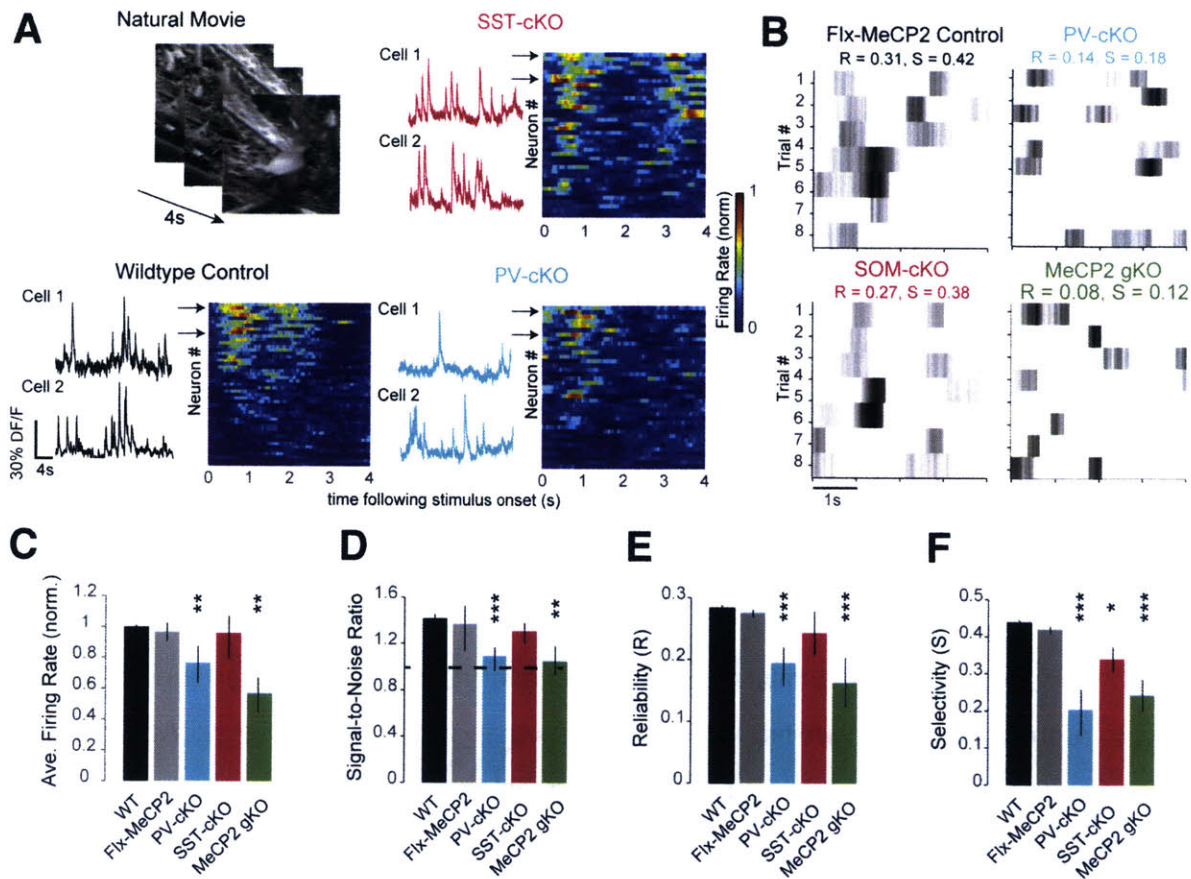 A
Natural Movie
4s
SST-cKO
Cell 1
Cell 2
Neuron #
0 1 2 3 4
1
Firing Rate (norm)
0
Wildtype Control
Cell 1
Cell 2
30% DF/F
4s
Neuron #
0 1 2 3 4
PV-cKO
Cell 1
Cell 2
Neuron #
0 1 2 3 4
time following stimulus onset (s)
B
Flx-MeCP2 Control
R = 0.31, S = 0.42
Trial #
1
2
3
4
5
6
7
8
PV-cKO
R = 0.14, S = 0.18
SOM-cKO
R = 0.27, S = 0.38
Trial #
1
2
3
4
5
6
7
8
1s
MeCP2 gKO
R = 0.08, S = 0.12
C
Ave. Firing Rate (norm.)
1.2
1
0.8
0.6
0.4
0.2
0
** **
WT
Flx-MeCP2
PV-cKO
SST-cKO
MeCP2 gKO
D
Signal-to-Noise Ratio
1.6
1.2
0.8
0.4
0
*** **
WT
Flx-MeCP2
PV-cKO
SST-cKO
MeCP2 gKO
E
Reliability (R)
0.3
0.2
0.1
0
*** ***
WT
Flx-MeCP2
PV-cKO
SST-cKO
MeCP2 gKO
F
Selectivity (S)
0.5
0.4
0.3
0.2
0.1
0
*** * ***
WT
Flx-MeCP2
PV-cKO
SST-cKO
MeCP2 gKO